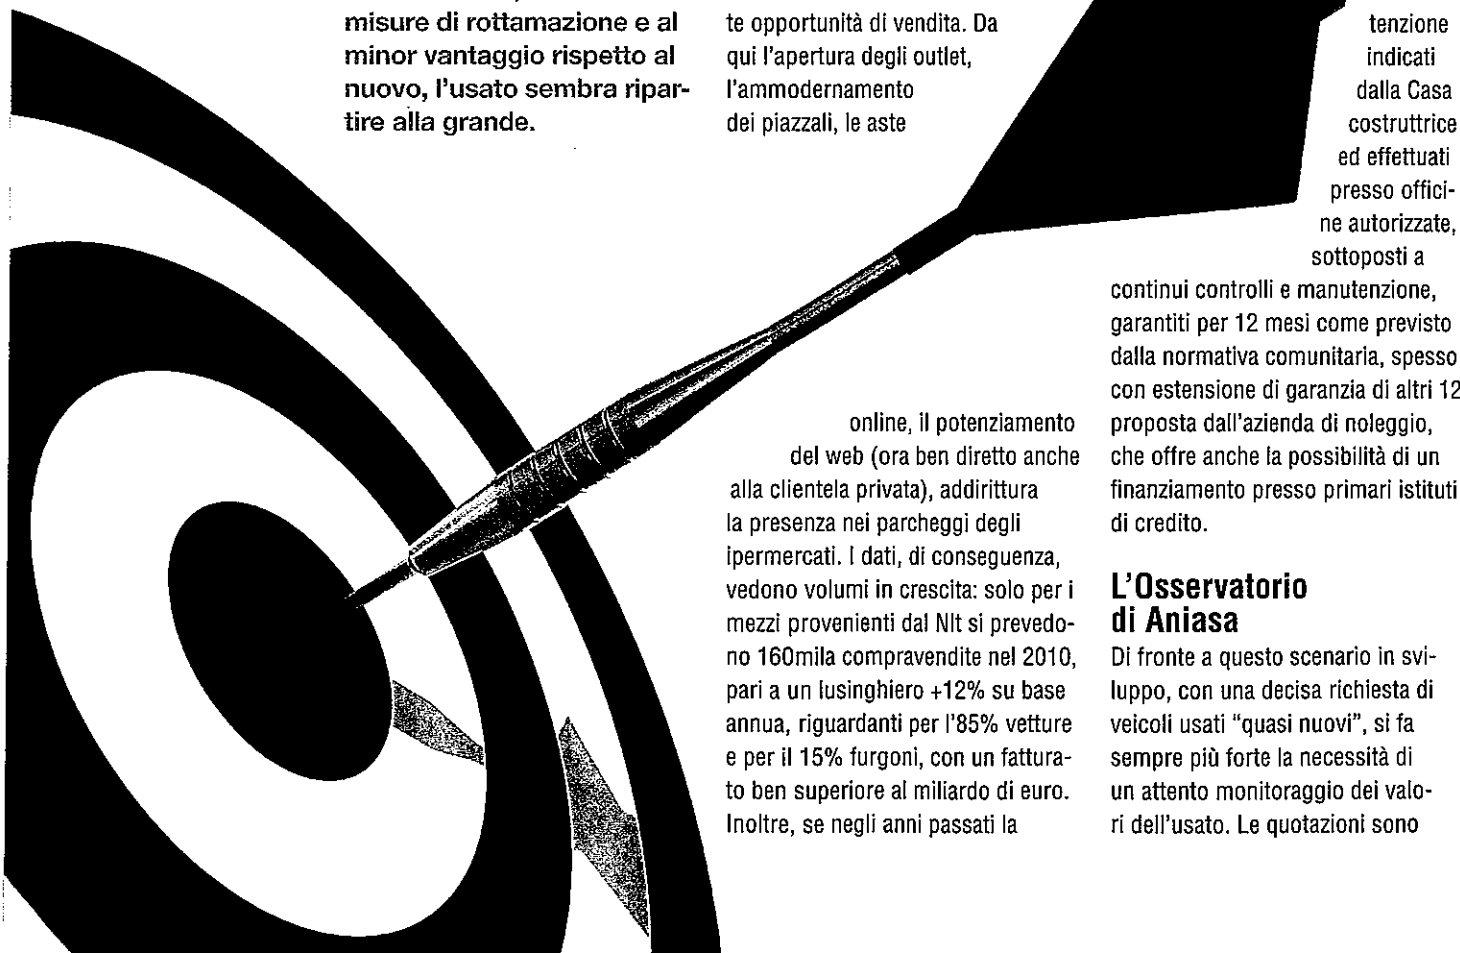 misure di rottamazione e al
minor vantaggio rispetto al
nuovo, l'usato sembra ripar-
tire alla grande.
te opportunità di vendita. Da
qui l'apertura degli outlet,
l'ammodernamento
dei piazzali, le aste
online, il potenziamento
del web (ora ben diretto anche
alla clientela privata), addirittura
la presenza nei parcheggi degli
ipermercati. I dati, di conseguenza,
vedono volumi in crescita: solo per i
mezzi provenienti dal Nlt si prevedo-
no 160mila compravendite nel 2010,
pari a un lusinghiero +12% su base
annua, riguardanti per l'85% vetture
e per il 15% furgoni, con un fattura-
to ben superiore al miliardo di euro.
Inoltre, se negli anni passati la
tenzione
indicati
dalla Casa
costruttrice
ed effettuati
presso offici-
ne autorizzate,
sottoposti a
continui controlli e manutenzione,
garantiti per 12 mesi come previsto
dalla normativa comunitaria, spesso
con estensione di garanzia di altri 12
proposta dall'azienda di noleggio,
che offre anche la possibilità di un
finanziamento presso primari istituti
di credito.
L'Osservatorio
di Aniasa
Di fronte a questo scenario in svi-
luppo, con una decisa richiesta di
veicoli usati "quasi nuovi", si fa
sempre più forte la necessità di
un attento monitoraggio dei valo-
ri dell'usato. Le quotazioni sono